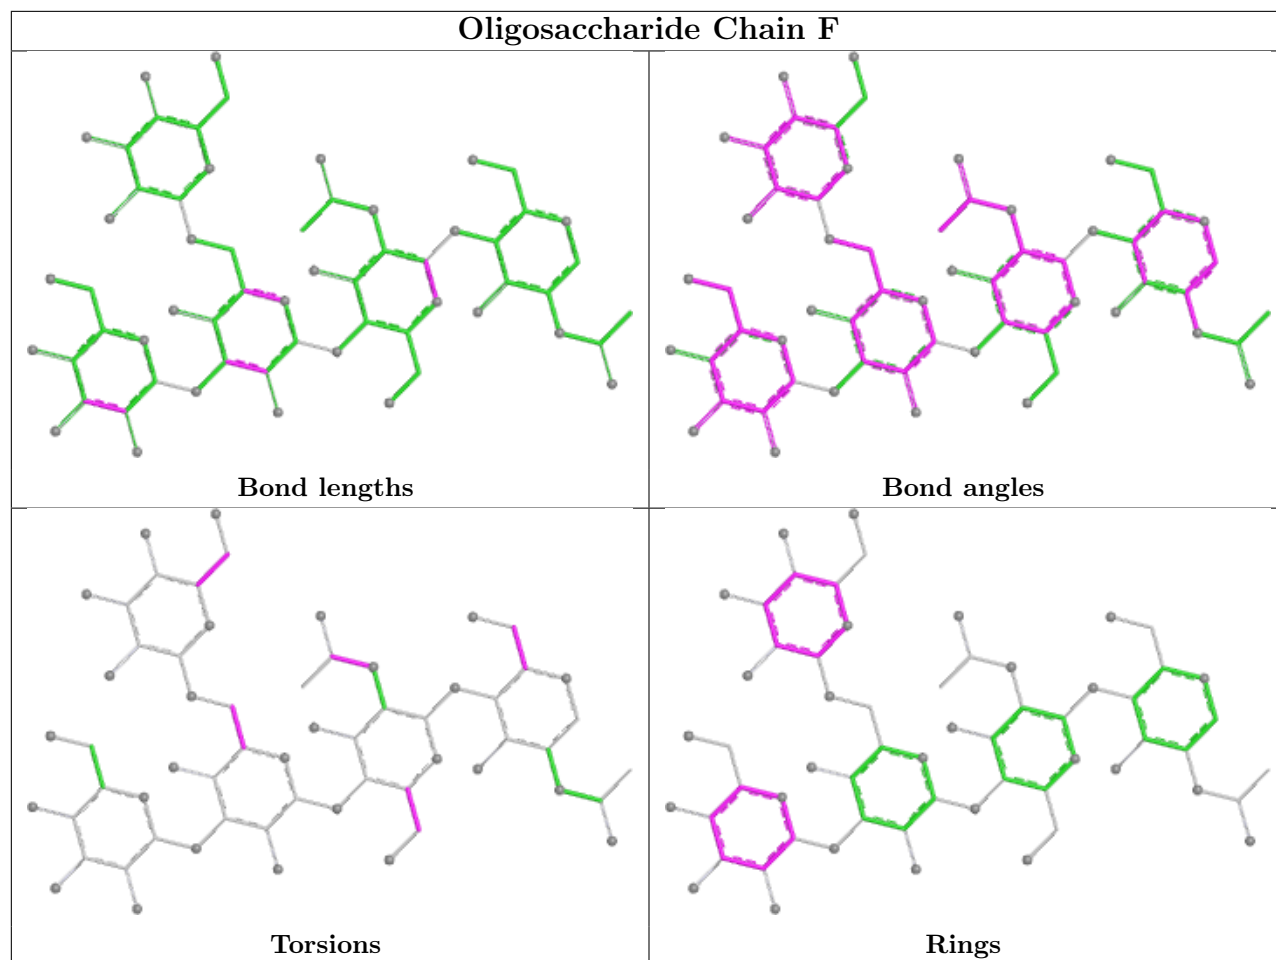 Oligosaccharide Chain F
Bond lengths
Bond angles
Torsions
Rings